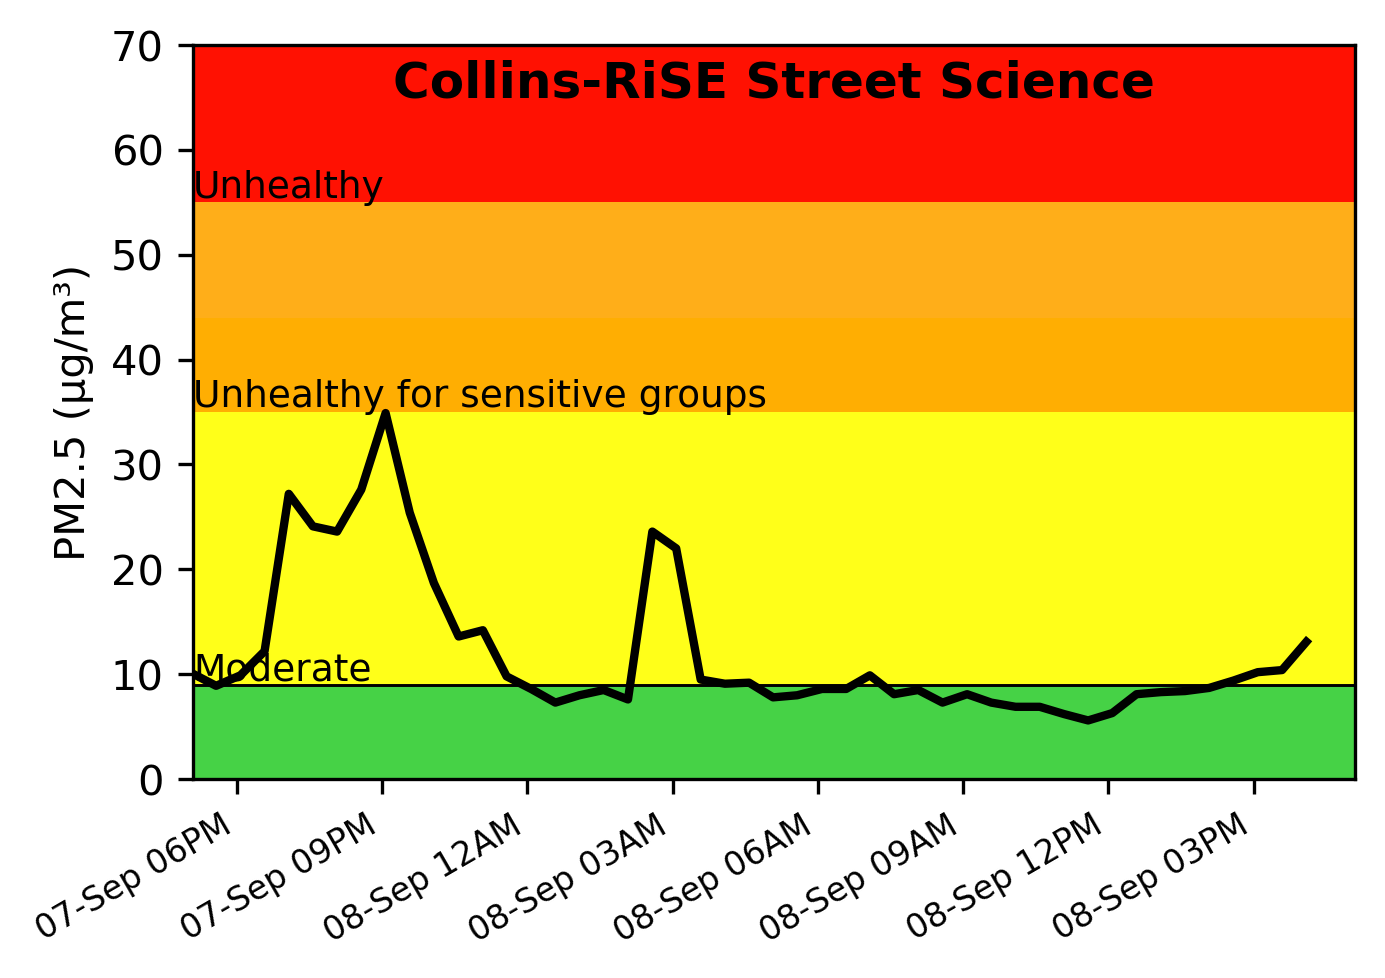 Collins-RiSE Street Science
70
60
50
40
30
20
10
0
PM2.5 (μg/m³)
Unhealthy
Unhealthy for sensitive groups
Moderate
07-Sep 06PM
07-Sep 09PM
08-Sep 12AM
08-Sep 03AM
08-Sep 06AM
08-Sep 09AM
08-Sep 12PM
08-Sep 03PM